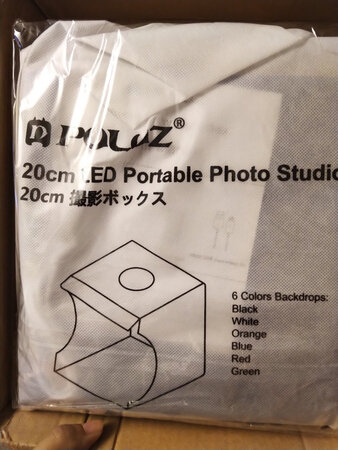 PULUZ®
20cm LED Portable Photo Studio
20cm 撮影ボックス
6 Colors Backdrops:
Black
White
Orange
Blue
Red
Green